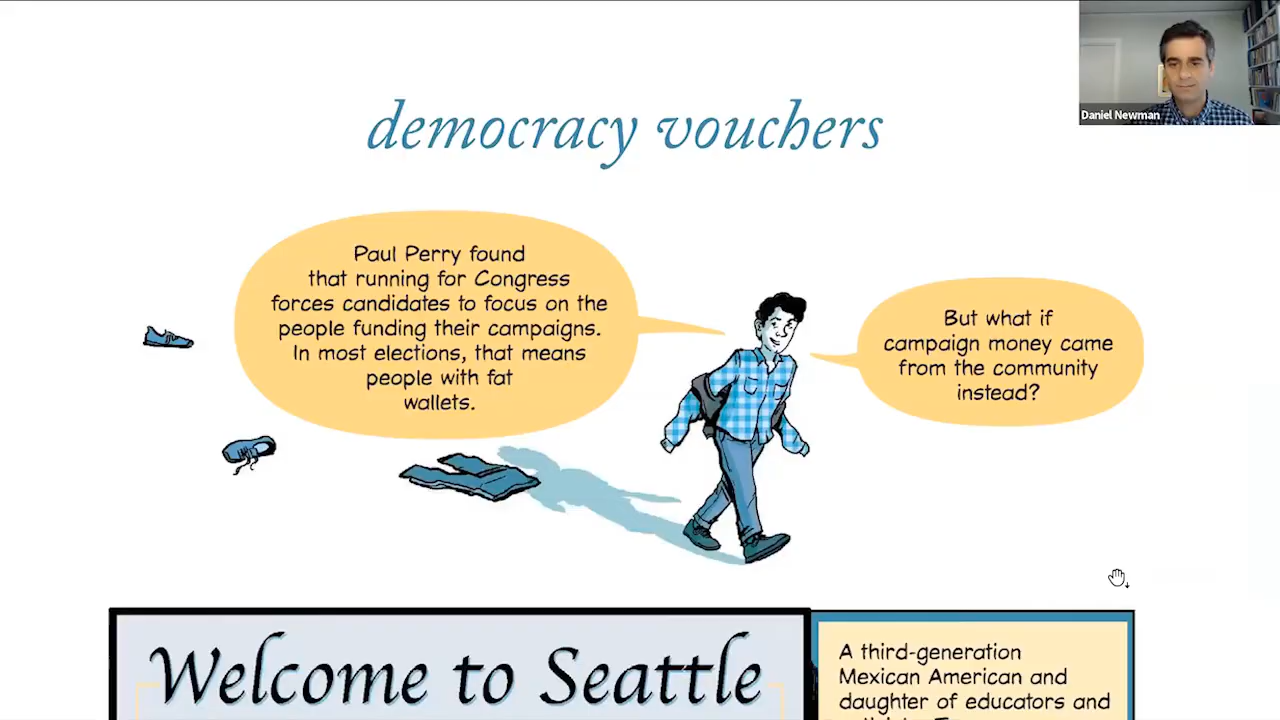 Daniel Newman
democracy vouchers
Paul Perry found
that running for Congress
forces candidates to focus on the
people funding their campaigns.
In most elections, that means
people with fat
wallets.
But what if
campaign money came
from the community
instead?
Welcome to Seattle
A third-generation
Mexican American and
daughter of educators and